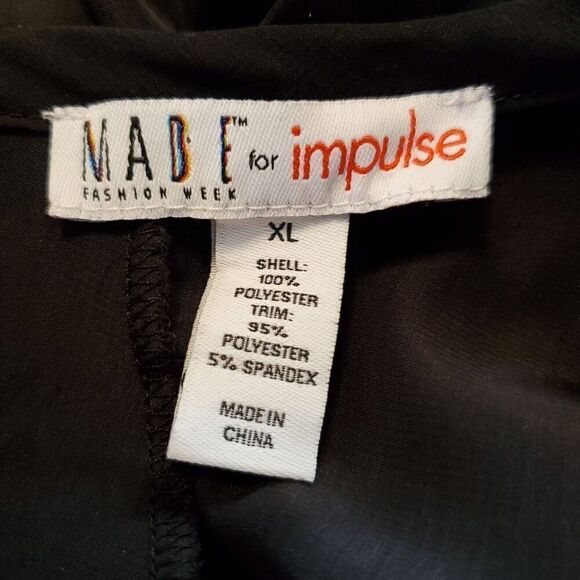 MADE™ for impulse
FASHION WEEK
XL
SHELL:
100%
POLYESTER
TRIM:
95%
POLYESTER
5% SPANDEX
MADE IN
CHINA